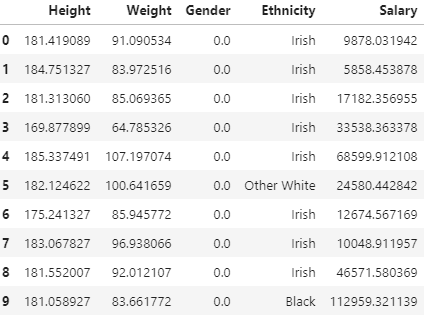 Height Weight Gender Ethnicity Salary
0 181.419089 91.090534 0.0 Irish 9878.031942
1 184.751327 83.972516 0.0 Irish 5858.453878
2 181.313060 85.069365 0.0 Irish 17182.356955
3 169.877899 64.785326 0.0 Irish 33538.363378
4 185.337491 107.197074 0.0 Irish 68599.912108
5 182.124622 100.641659 0.0 Other White 24580.442842
6 175.241327 85.945772 0.0 Irish 12674.567169
7 183.067827 96.938066 0.0 Irish 10048.911957
8 181.552007 92.012107 0.0 Irish 46571.580369
9 181.058927 83.661772 0.0 Black 112959.321139